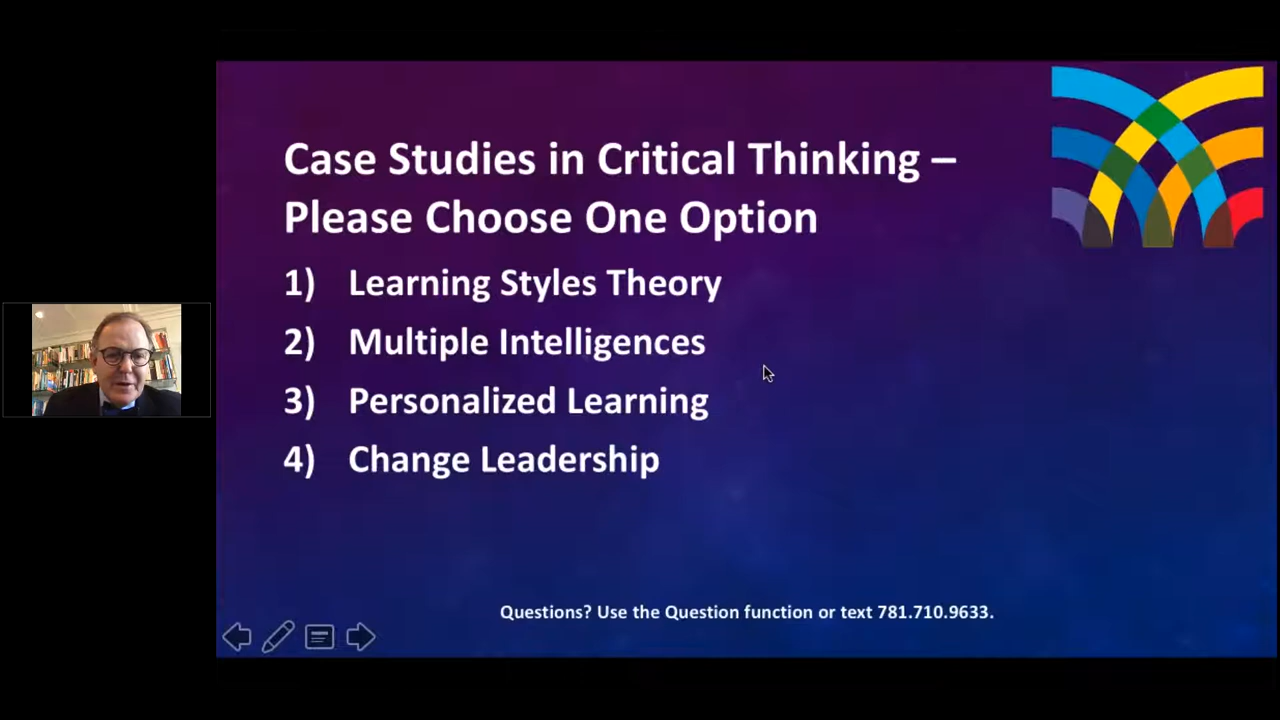 Case Studies in Critical Thinking –
Please Choose One Option
1) Learning Styles Theory
2) Multiple Intelligences
3) Personalized Learning
4) Change Leadership
Questions? Use the Question function or text 781.710.9633.